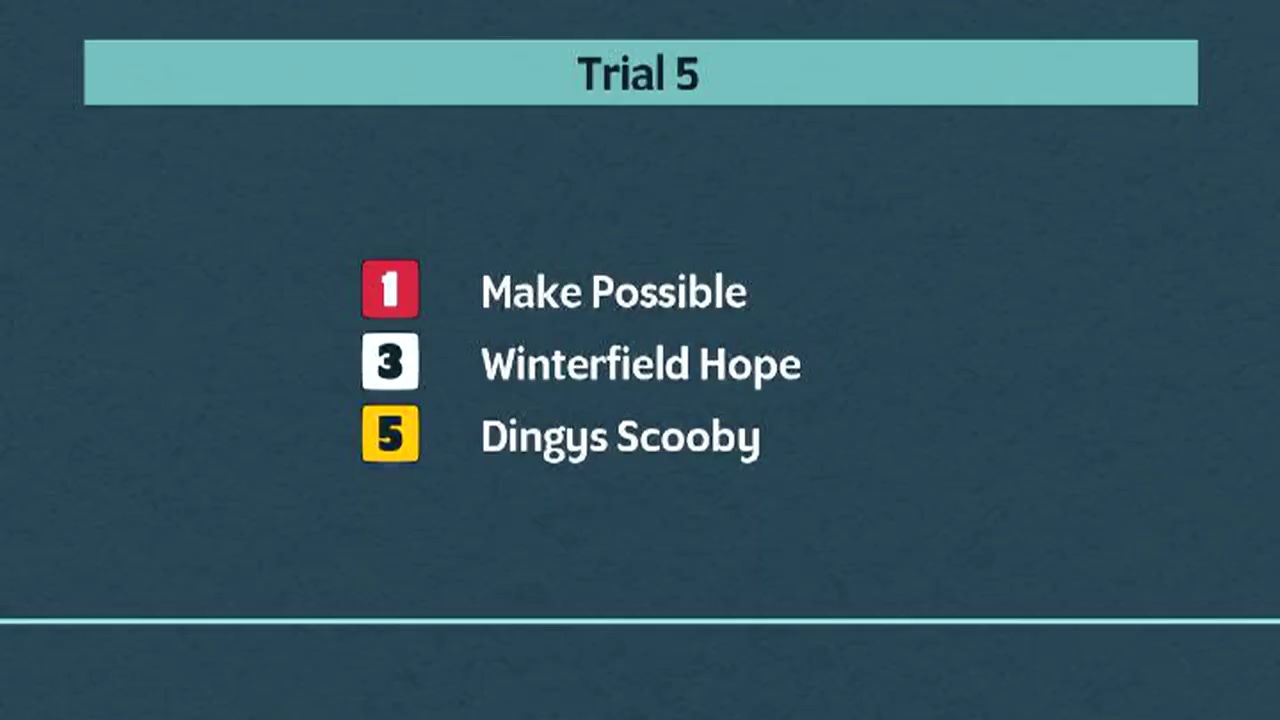 Trial 5
1 Make Possible
3 Winterfield Hope
5 Dingys Scooby